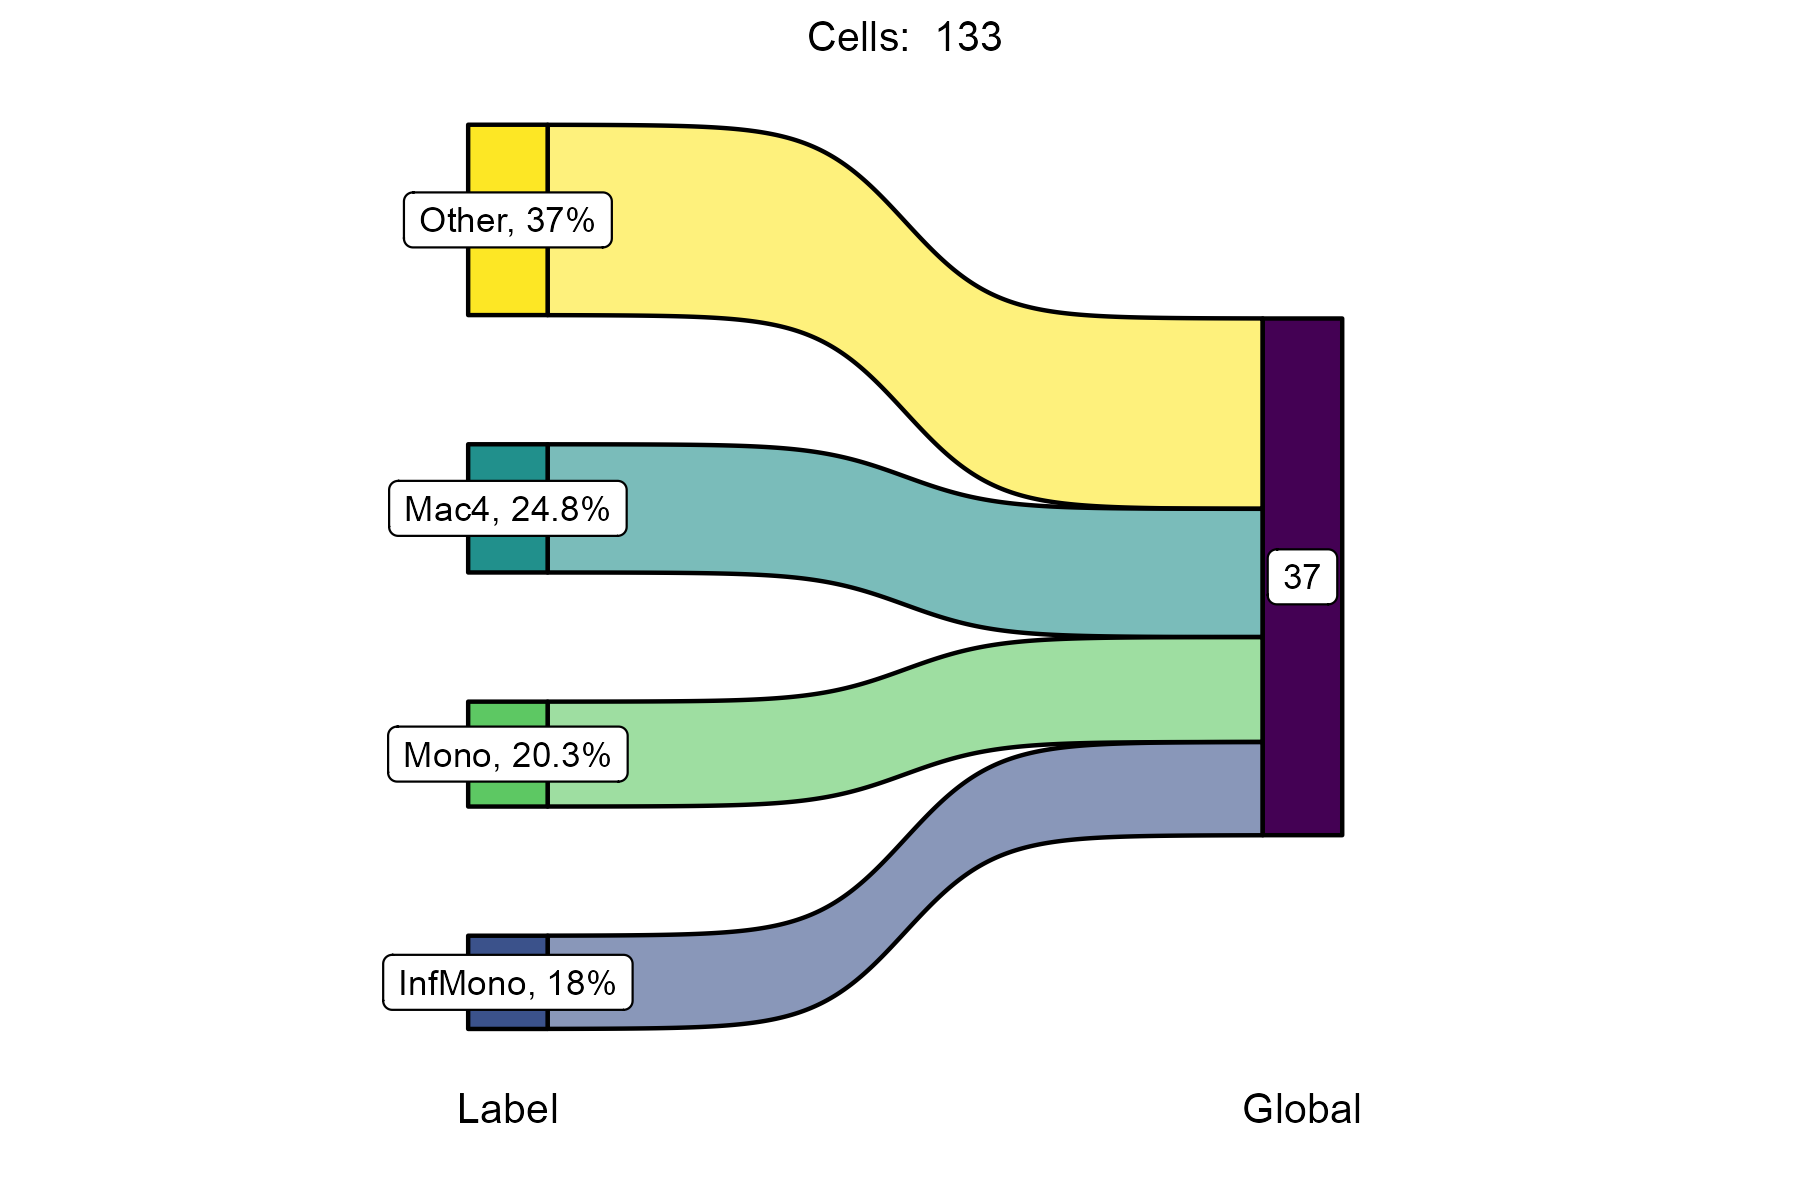 Cells:  133
Other, 37%
Mac4, 24.8%
37
Mono, 20.3%
InfMono, 18%
Label
Global